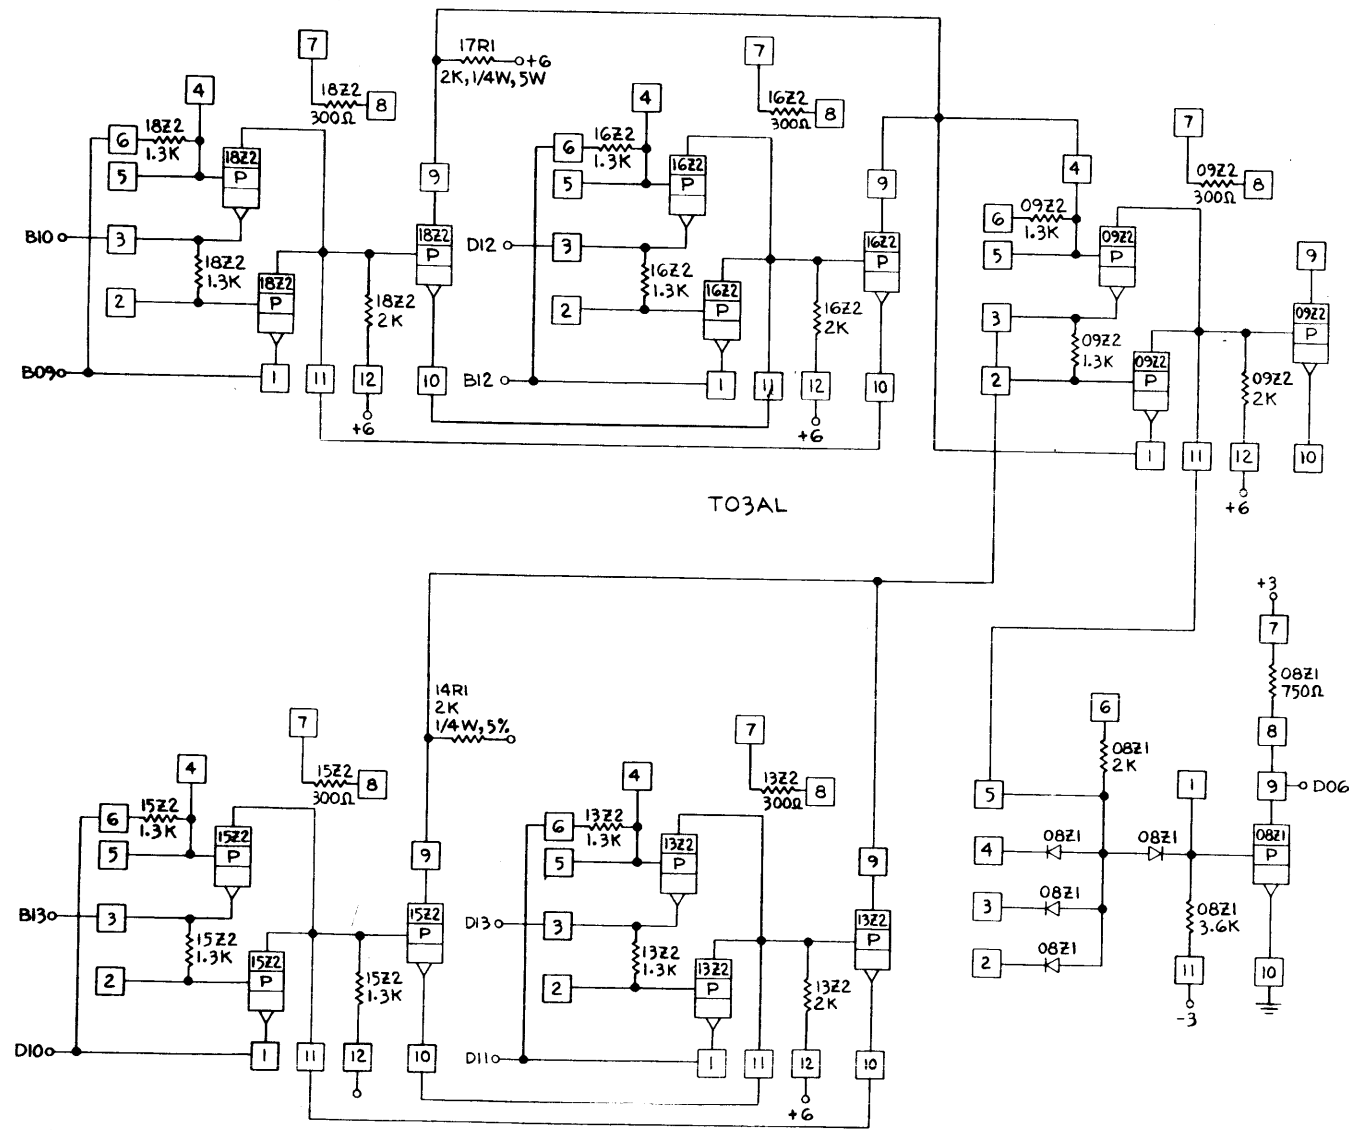 7
17R1
+6
2K, 1/4W, 5W
7
4
18Z2
8
300Ω
4
16Z2
8
300Ω
7
6
18Z2
1.3K
18Z2
P
5
9
6
16Z2
1.3K
16Z2
P
5
9
4
09Z2
8
300Ω
6
09Z2
1.3K
5
09Z2
P
B10
3
18Z2
1.3K
18Z2
P
D12
3
16Z2
1.3K
16Z2
P
9
2
18Z2
P
18Z2
2K
2
16Z2
P
16Z2
2K
3
09Z2
1.3K
09Z2
P
B09
1
11
12
10
B12
1
11
12
10
2
09Z2
P
09Z2
2K
+6
+6
1
11
12
10
+6
TO3AL
+3
7
08Z1
750Ω
14R1
2K
1/4W, 5%
7
7
6
8
4
15Z2
8
300Ω
4
13Z2
8
300Ω
08Z1
2K
1
9
D06
5
6
15Z2
1.3K
15Z2
P
5
9
6
13Z2
1.3K
13Z2
P
5
9
4
08Z1
08Z1
08Z1
P
B13
3
15Z2
1.3K
15Z2
P
D13
3
13Z2
1.3K
13Z2
P
3
08Z1
08Z1
3.6K
2
15Z2
P
15Z2
1.3K
2
13Z2
P
13Z2
2K
2
08Z1
11
10
-3
D10
1
11
12
10
D11
1
11
12
10
+6